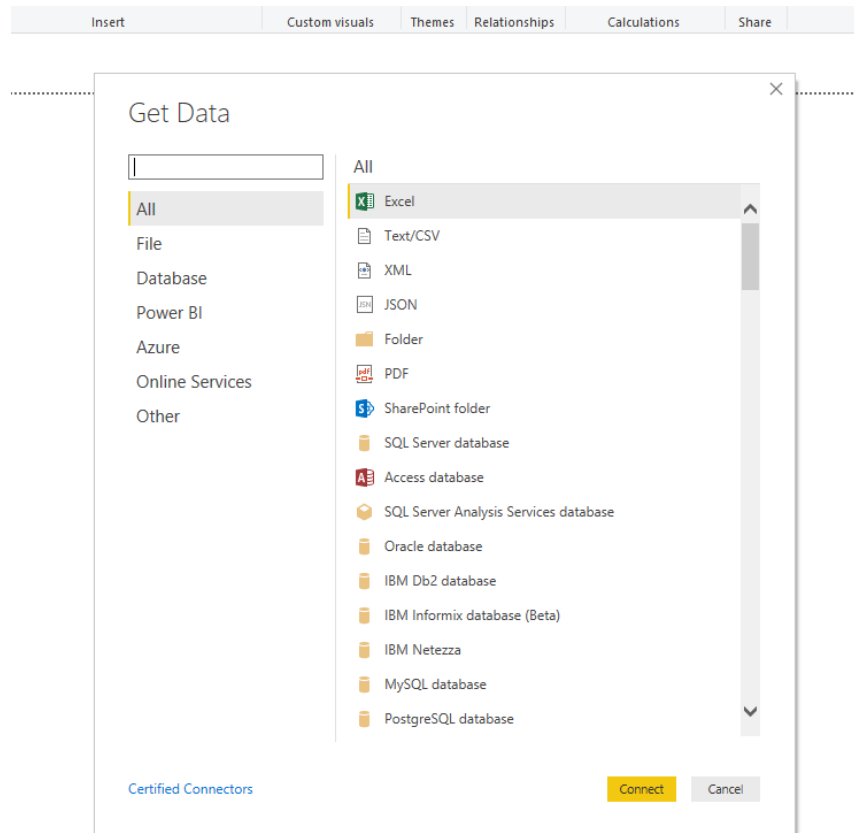 Insert Custom visuals Themes Relationships Calculations Share
Get Data
All
File
Database
Power BI
Azure
Online Services
Other
All
Excel
Text/CSV
XML
JSON
Folder
PDF
SharePoint folder
SQL Server database
Access database
SQL Server Analysis Services database
Oracle database
IBM Db2 database
IBM Informix database (Beta)
IBM Netezza
MySQL database
PostgreSQL database
Certified Connectors
Connect Cancel